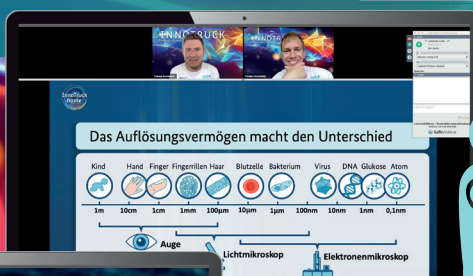 INNOTRUCK
INNOTR
InnoTruck
home
Das Auflösungsvermögen macht den Unterschied
Kind Hand Finger Fingerrillen Haar Blutzelle Bakterium Virus DNA Glukose Atom
1m 10cm 1cm 1mm 100µm 10µm 1µm 100nm 10nm 1nm 0,1nm
Auge
Lichtmikroskop
Elektronenmikroskop